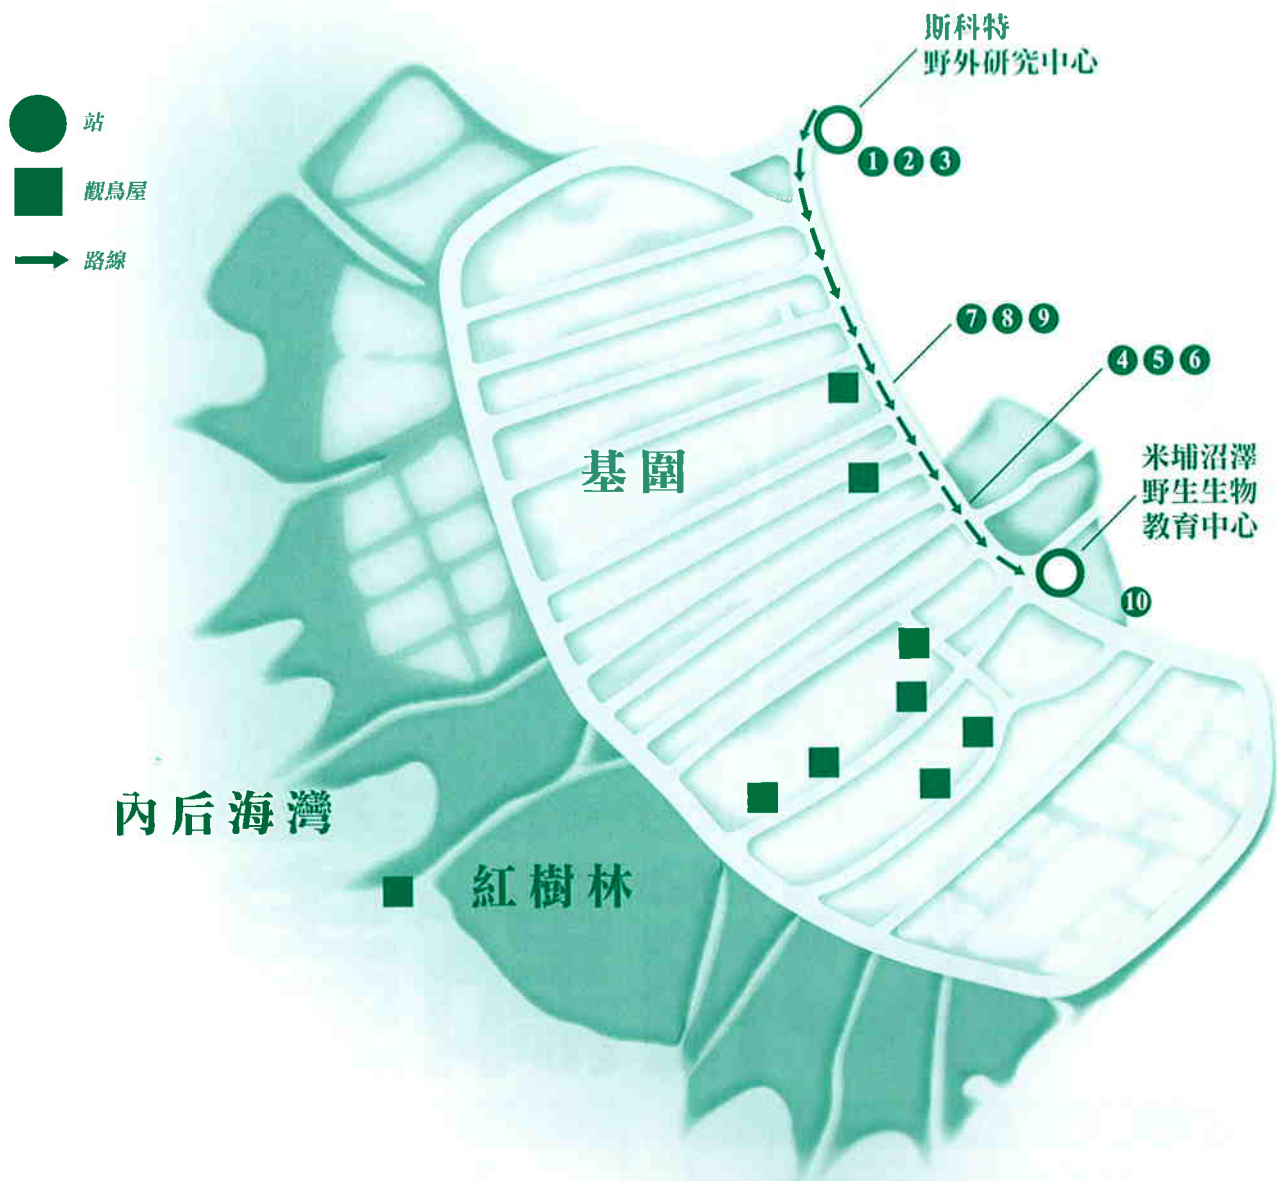 斯科特
野外研究中心
站
觀鳥屋
路線
1 2 3
7 8 9
4 5 6
米埔沼澤
野生生物
教育中心
10
基圍
內后海灣
紅樹林